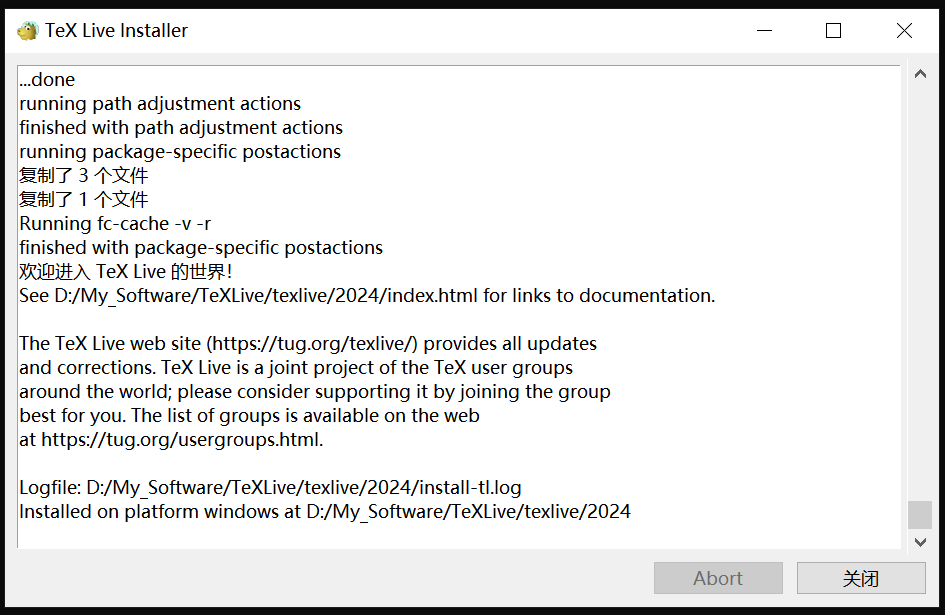 TeX Live Installer
...done
running path adjustment actions
finished with path adjustment actions
running package-specific postactions
复制了 3 个文件
复制了 1 个文件
Running fc-cache -v -r
finished with package-specific postactions
欢迎进入 TeX Live 的世界！
See D:/My_Software/TeXLive/texlive/2024/index.html for links to documentation.
The TeX Live web site (https://tug.org/texlive/) provides all updates
and corrections. TeX Live is a joint project of the TeX user groups
around the world; please consider supporting it by joining the group
best for you. The list of groups is available on the web
at https://tug.org/usergroups.html.
Logfile: D:/My_Software/TeXLive/texlive/2024/install-tl.log
Installed on platform windows at D:/My_Software/TeXLive/texlive/2024
Abort
关闭